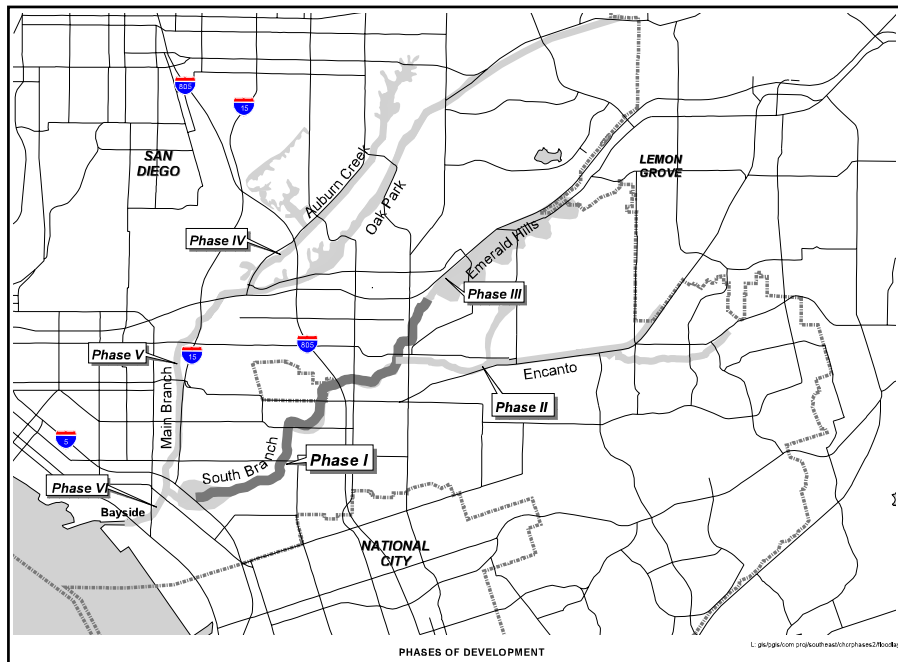 805
15
SAN
DIEGO
LEMON
GROVE
Auburn Creek
Oak Park
Phase IV
Emerald Hills
Phase III
805
Phase V
15
Encanto
Main Branch
Phase II
5
South Branch
Phase I
Phase VI
Bayside
NATIONAL
CITY
PHASES OF DEVELOPMENT